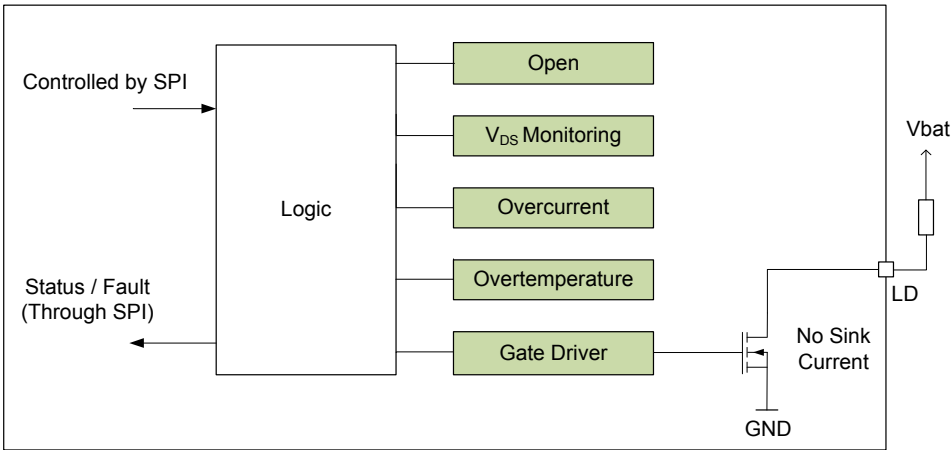 Controlled by SPI
Logic
Status / Fault
(Through SPI)
Open
VDS Monitoring
Overcurrent
Overtemperature
Gate Driver
Vbat
LD
No Sink
Current
GND